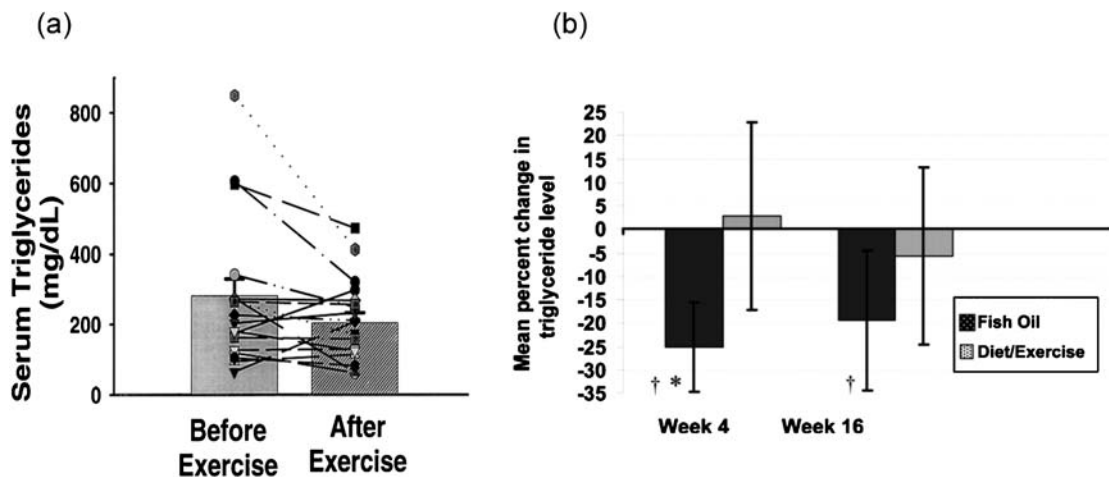 (a)
(b)
Serum Triglycerides
(mg/dL)
800
600
400
200
0
Before
Exercise
After
Exercise
Mean percent change in
triglyceride level
25
20
15
10
5
0
-5
-10
-15
-20
-25
-30
-35
† *
†
Week 4
Week 16
Fish Oil
Diet/Exercise